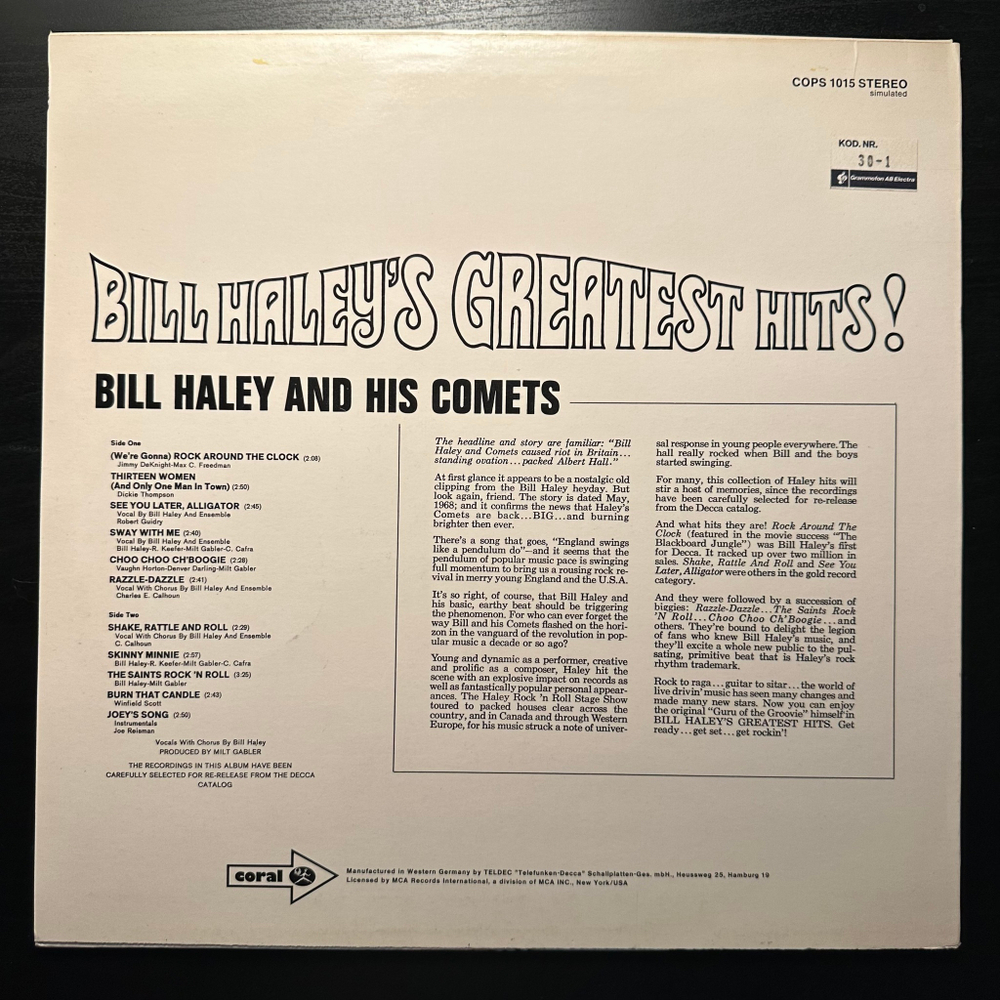 COPS 1015 STEREO
simulated
KOD. NR.
30-1
Grammofon AB Electra
BILL HALEY'S GREATEST HITS!
BILL HALEY AND HIS COMETS
Side One
(We're Gonna) ROCK AROUND THE CLOCK (2:08)
Jimmy DeKnight-Max C. Freedman
THIRTEEN WOMEN
(And Only One Man In Town) (2:50)
Dickie Thompson
SEE YOU LATER, ALLIGATOR (2:45)
Vocal By Bill Haley And Ensemble
Robert Guidry
SWAY WITH ME (2:40)
Vocal By Bill Haley And Ensemble
Bill Haley-R. Keefer-Milt Gabler-C. Cafra
CHOO CHOO CH'BOOGIE (2:28)
Vaughn Horton-Denver Darling-Milt Gabler
RAZZLE-DAZZLE (2:41)
Vocal With Chorus By Bill Haley And Ensemble
Charles E. Calhoun
Side Two
SHAKE, RATTLE AND ROLL (2:29)
Vocal With Chorus By Bill Haley And Ensemble
C. Calhoun
SKINNY MINNIE (2:57)
Bill Haley-R. Keefer-Milt Gabler-C. Cafra
THE SAINTS ROCK 'N ROLL (3:25)
Bill Haley-Milt Gabler
BURN THAT CANDLE (2:43)
Winfield Scott
JOEY'S SONG (2:50)
Instrumentals
Joe Reisman
Vocals With Chorus By Bill Haley
PRODUCED BY MILT GABLER
THE RECORDINGS IN THIS ALBUM HAVE BEEN
CAREFULLY SELECTED FOR RE-RELEASE FROM THE DECCA
CATALOG
The headline and story are familiar: "Bill
Haley and Comets caused riot in Britain...
standing ovation...packed Albert Hall."
At first glance it appears to be a nostalgic old
clipping from the Bill Haley heyday. But
look again, friend. The story is dated May,
1968; and it confirms the news that Haley's
Comets are back...BIG...and burning
brighter then ever.
There's a song that goes, "England swings
like a pendulum do"—and it seems that the
pendulum of popular music pace is swinging
full momentum to bring us a rousing rock re-
vival in merry young England and the U.S.A.
It's so right, of course, that Bill Haley and
his basic, earthy beat should be triggering
the phenomenon. For who can ever forget the
way Bill and his Comets flashed on the hori-
zon in the vanguard of the revolution in pop-
ular music a decade or so ago?
Young and dynamic as a performer, creative
and prolific as a composer, Haley hit the
scene with an explosive impact on records as
well as fantastically popular personal appear-
ances. The Haley Rock 'n Roll Stage Show
toured to packed houses clear across the
country, and in Canada and through Western
Europe, for his music struck a note of univer-
sal response in young people everywhere. The
hall really rocked when Bill and the boys
started swinging.
For many, this collection of Haley hits will
stir a host of memories, since the recordings
have been carefully selected for re-release
from the Decca catalog.
And what hits they are! Rock Around The
Clock (featured in the movie success "The
Blackboard Jungle") was Bill Haley's first
for Decca. It racked up over two million in
sales. Shake, Rattle And Roll and See You
Later, Alligator were others in the gold record
category.
And they were followed by a succession of
biggies: Razzle-Dazzle...The Saints Rock
'N Roll...Choo Choo Ch'Boogie...and
others. They're bound to delight the legion
of fans who knew Bill Haley's music, and
they'll excite a whole new public to the pul-
sating, primitive beat that is Haley's rock
rhythm trademark.
Rock to raga...guitar to sitar...the world of
live drivin' music has seen many changes and
made many new stars. Now you can enjoy
the original "Guru of the Groovie" himself in
BILL HALEY'S GREATEST HITS. Get
ready...get set...get rockin'!
coral
Manufactured in Western Germany by TELDEC "Telefunken-Decca" Schallplatten-Ges. mbH., Heussweg 25, Hamburg 19
Licensed by MCA Records International, a division of MCA INC., New York/USA